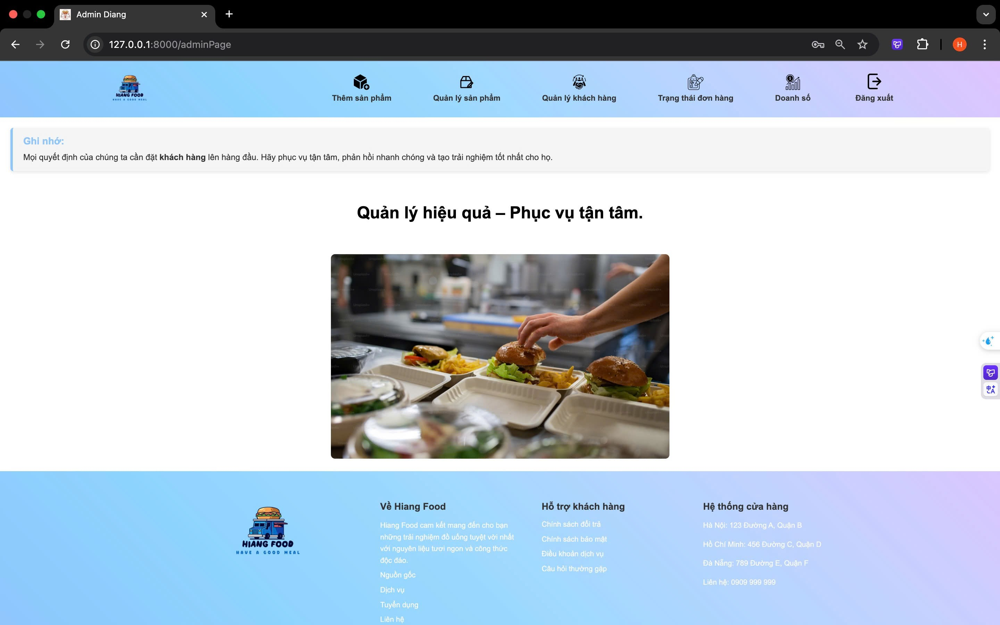 Admin Diang
127.0.0.1:8000/adminPage
H
HIANG FOOD
HAVE A GOOD MEAL
Thêm sản phẩm
Quản lý sản phẩm
Quản lý khách hàng
Trạng thái đơn hàng
Doanh số
Đăng xuất
Ghi nhớ:
Mọi quyết định của chúng ta cần đặt khách hàng lên hàng đầu. Hãy phục vụ tận tâm, phản hồi nhanh chóng và tạo trải nghiệm tốt nhất cho họ.
Quản lý hiệu quả – Phục vụ tận tâm.
HIANG FOOD
HAVE A GOOD MEAL
Về Hiang Food
Hiang Food cam kết mang đến cho bạn
những trải nghiệm đồ uống tuyệt vời nhất
với nguyên liệu tươi ngon và công thức
độc đáo.
Nguồn gốc
Dịch vụ
Tuyển dụng
Liên hệ
Hỗ trợ khách hàng
Chính sách đổi trả
Chính sách bảo mật
Điều khoản dịch vụ
Câu hỏi thường gặp
Hệ thống cửa hàng
Hà Nội: 123 Đường A, Quận B
Hồ Chí Minh: 456 Đường C, Quận D
Đà Nẵng: 789 Đường E, Quận F
Liên hệ: 0909 999 999